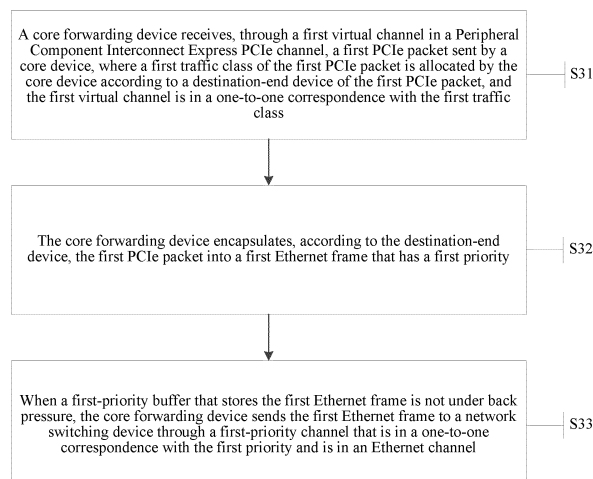 A core forwarding device receives, through a first virtual channel in a Peripheral
Component Interconnect Express PCIe channel, a first PCIe packet sent by a
core device, where a first traffic class of the first PCIe packet is allocated by the
core device according to a destination-end device of the first PCIe packet, and
the first virtual channel is in a one-to-one correspondence with the first traffic
class
S31
The core forwarding device encapsulates, according to the destination-end
device, the first PCIe packet into a first Ethernet frame that has a first priority
S32
When a first-priority buffer that stores the first Ethernet frame is not under back
pressure, the core forwarding device sends the first Ethernet frame to a network
switching device through a first-priority channel that is in a one-to-one
correspondence with the first priority and is in an Ethernet channel
S33